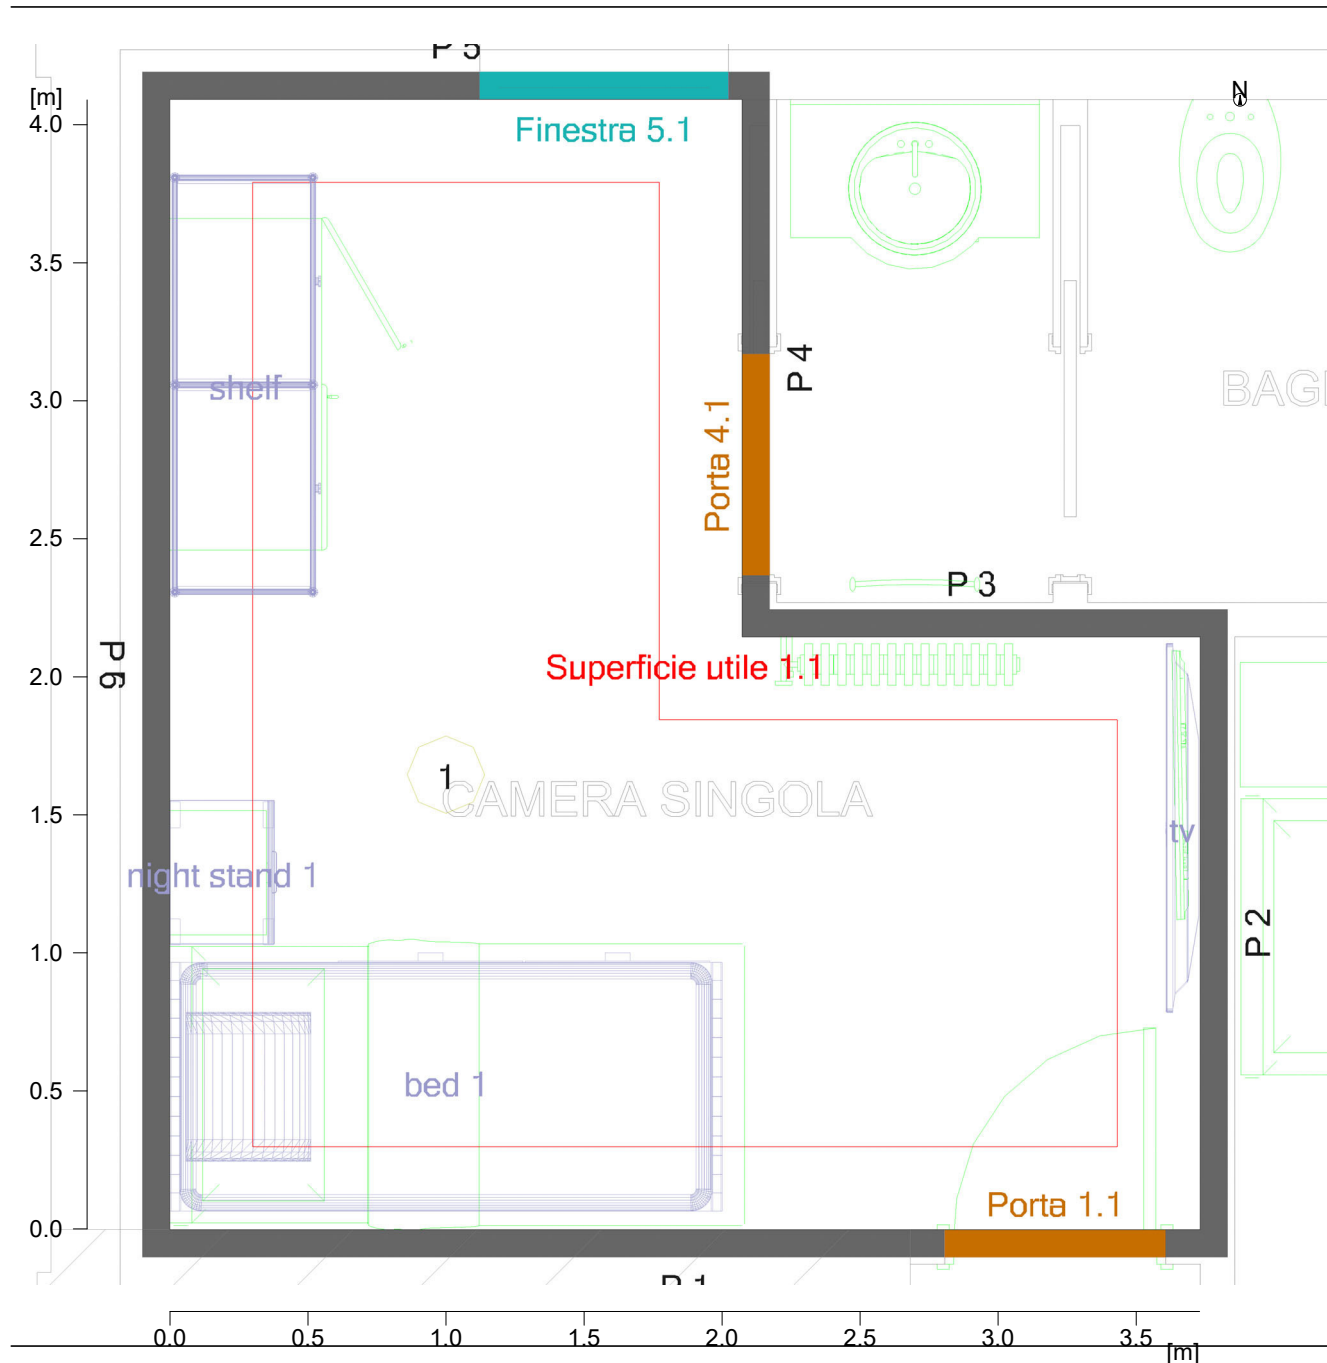 P 5
[m]
N
4.0
Finestra 5.1
3.5
P 4
shelf
BAG
3.0
Porta 4.1
2.5
P 3
P 6
2.0
Superficie utile 1.1
1
CAMERA SINGOLA
1.5
tv
night stand 1
P 2
1.0
bed 1
0.5
Porta 1.1
0.0
P 1
0.0 0.5 1.0 1.5 2.0 2.5 3.0 3.5
[m]